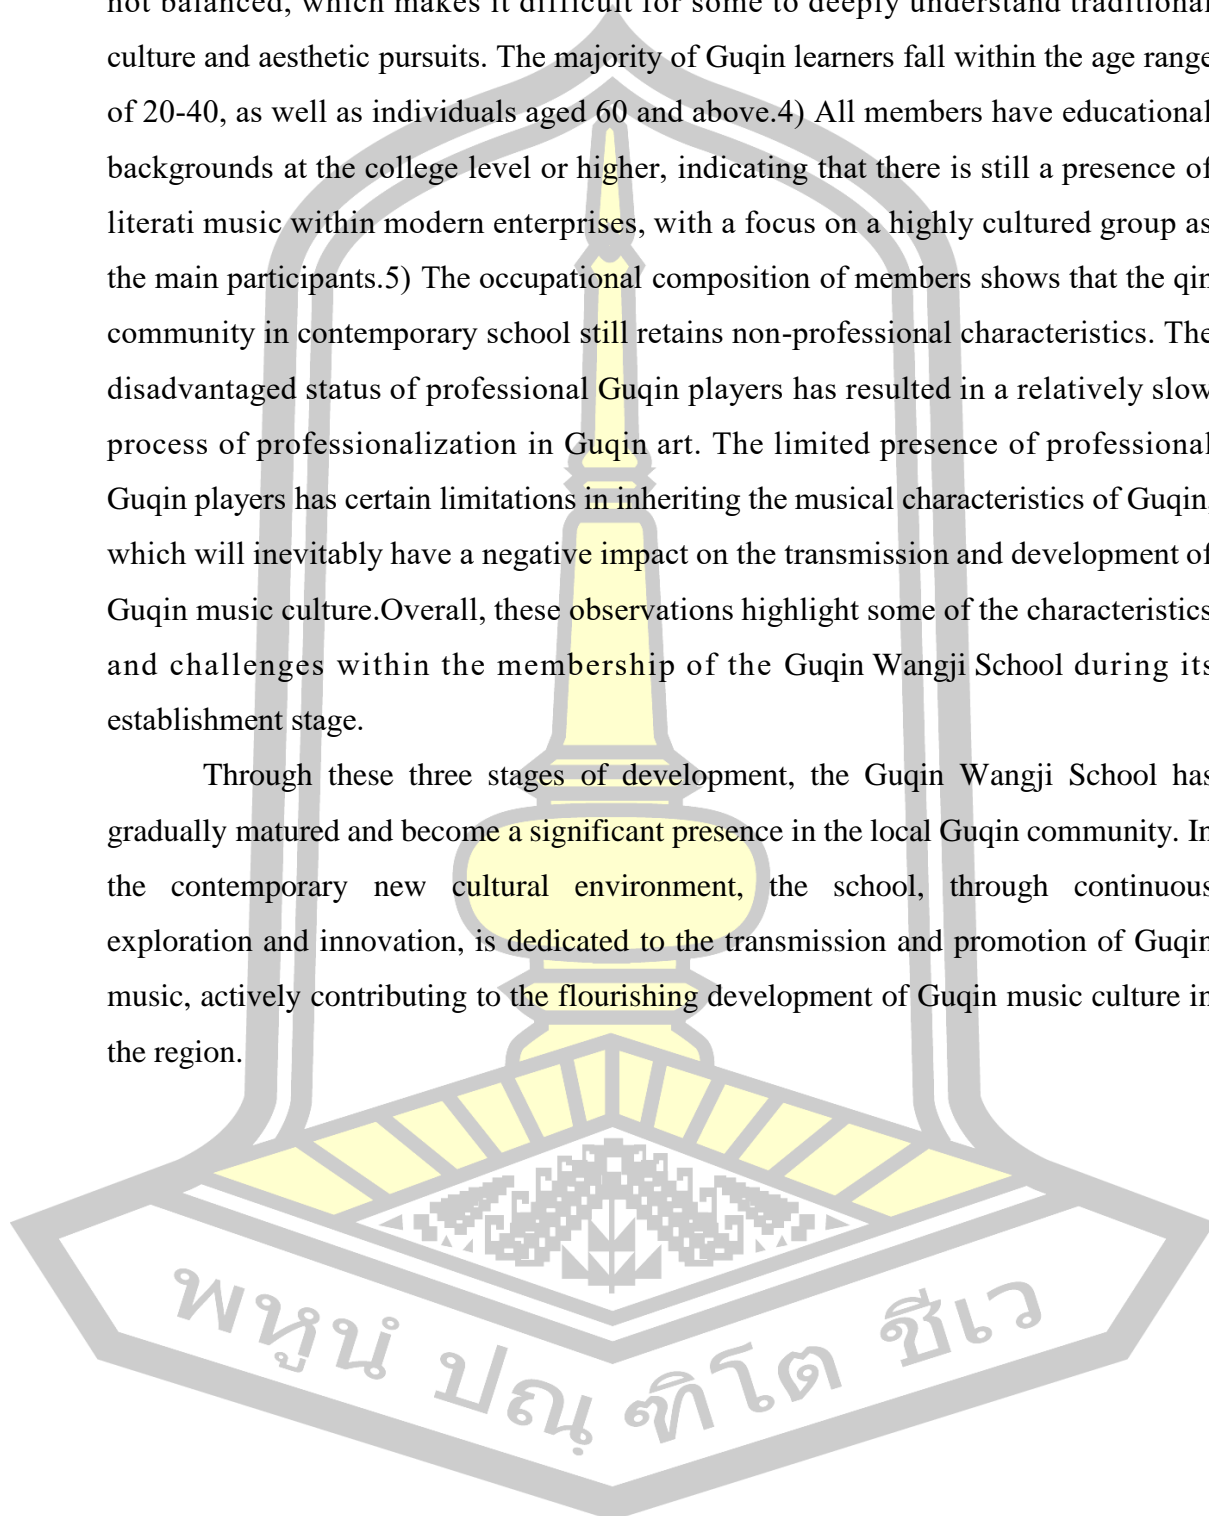 not balanced, which makes it difficult for some to deeply understand traditional
culture and aesthetic pursuits. The majority of Guqin learners fall within the age range
of 20-40, as well as individuals aged 60 and above.4) All members have educational
backgrounds at the college level or higher, indicating that there is still a presence of
literati music within modern enterprises, with a focus on a highly cultured group as
the main participants.5) The occupational composition of members shows that the qin
community in contemporary school still retains non-professional characteristics. The
disadvantaged status of professional Guqin players has resulted in a relatively slow
process of professionalization in Guqin art. The limited presence of professional
Guqin players has certain limitations in inheriting the musical characteristics of Guqin,
which will inevitably have a negative impact on the transmission and development of
Guqin music culture.Overall, these observations highlight some of the characteristics
and challenges within the membership of the Guqin Wangji School during its
establishment stage.
Through these three stages of development, the Guqin Wangji School has
gradually matured and become a significant presence in the local Guqin community. In
the contemporary new cultural environment, the school, through continuous
exploration and innovation, is dedicated to the transmission and promotion of Guqin
music, actively contributing to the flourishing development of Guqin music culture in
the region.
พหูนํ ปณฺฑิโต ชีเว